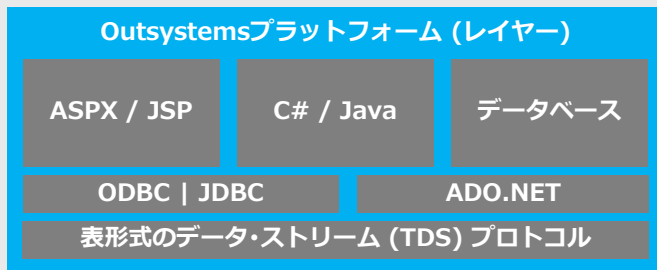 Outsystemsプラットフォーム (レイヤー)
ASPX / JSP
C# / Java
データベース
ODBC | JDBC
ADO.NET
表形式のデータ・ストリーム (TDS) プロトコル